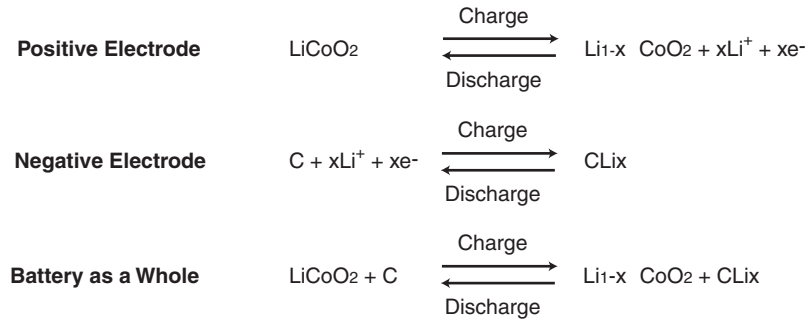 Charge
Positive Electrode LiCoO2 Li1-x CoO2 + xLi+ + xe-
Discharge
Charge
Negative Electrode C + xLi+ + xe- CLix
Discharge
Charge
Battery as a Whole LiCoO2 + C Li1-x CoO2 + CLix
Discharge